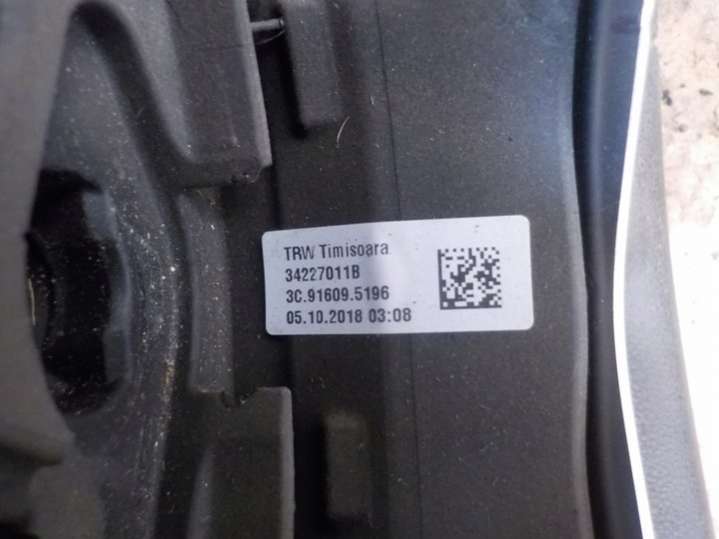 TRW Timisoara
34227011B
3C.91609.5196
05.10.2018 03:08